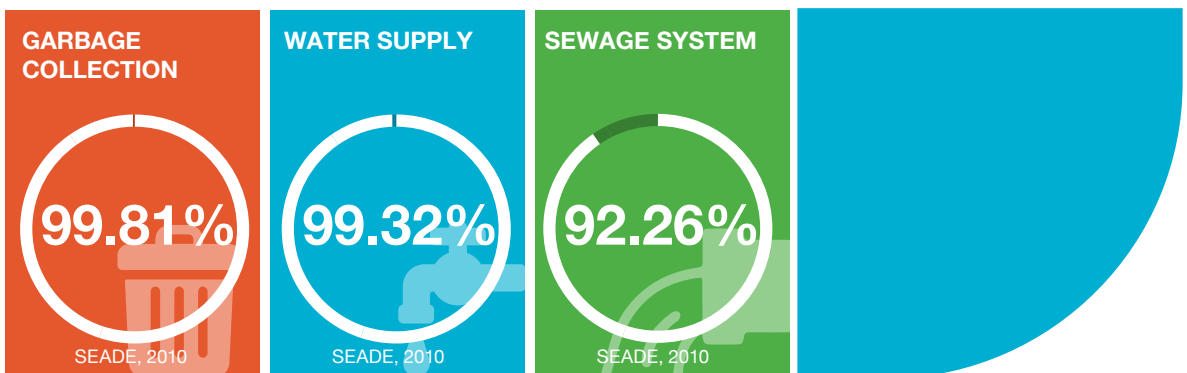 GARBAGE
COLLECTION
99.81%
SEADE, 2010
WATER SUPPLY
99.32%
SEADE, 2010
SEWAGE SYSTEM
92.26%
SEADE, 2010